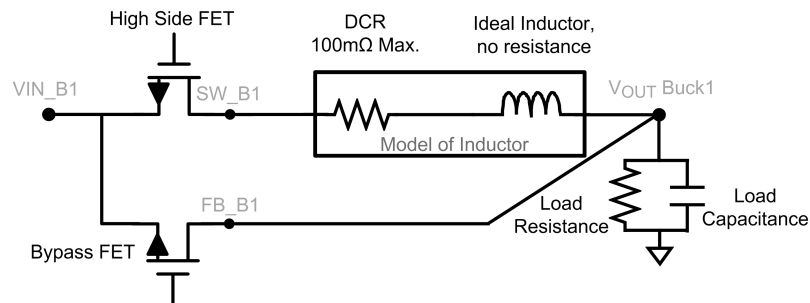 High Side FET
DCR
100mΩ Max.
Ideal Inductor,
no resistance
VIN_B1
SW_B1
VOUT Buck1
Model of Inductor
FB_B1
Load
Resistance
Load
Capacitance
Bypass FET